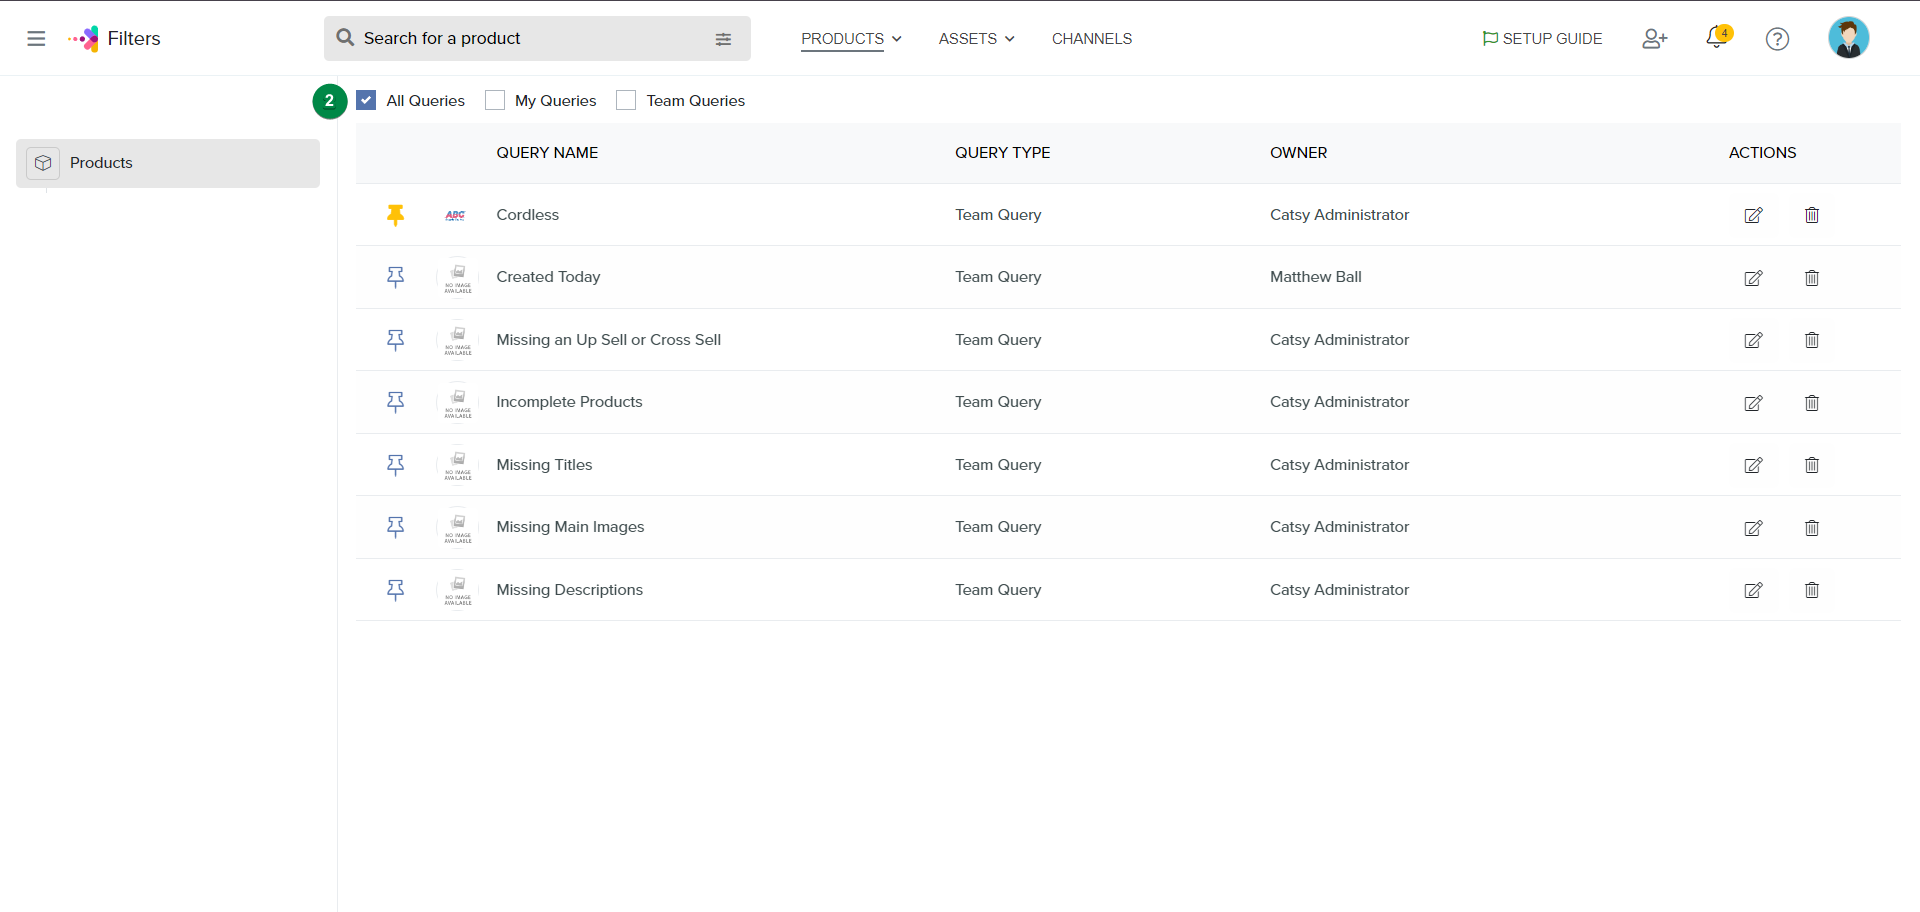 Filters
Search for a product
PRODUCTS
ASSETS
CHANNELS
SETUP GUIDE
4
?
2
All Queries
My Queries
Team Queries
Products
QUERY NAME QUERY TYPE OWNER ACTIONS
ABC
Cordless Team Query Catsy Administrator
NO IMAGE
AVAILABLE
Created Today Team Query Matthew Ball
NO IMAGE
AVAILABLE
Missing an Up Sell or Cross Sell Team Query Catsy Administrator
NO IMAGE
AVAILABLE
Incomplete Products Team Query Catsy Administrator
NO IMAGE
AVAILABLE
Missing Titles Team Query Catsy Administrator
NO IMAGE
AVAILABLE
Missing Main Images Team Query Catsy Administrator
NO IMAGE
AVAILABLE
Missing Descriptions Team Query Catsy Administrator